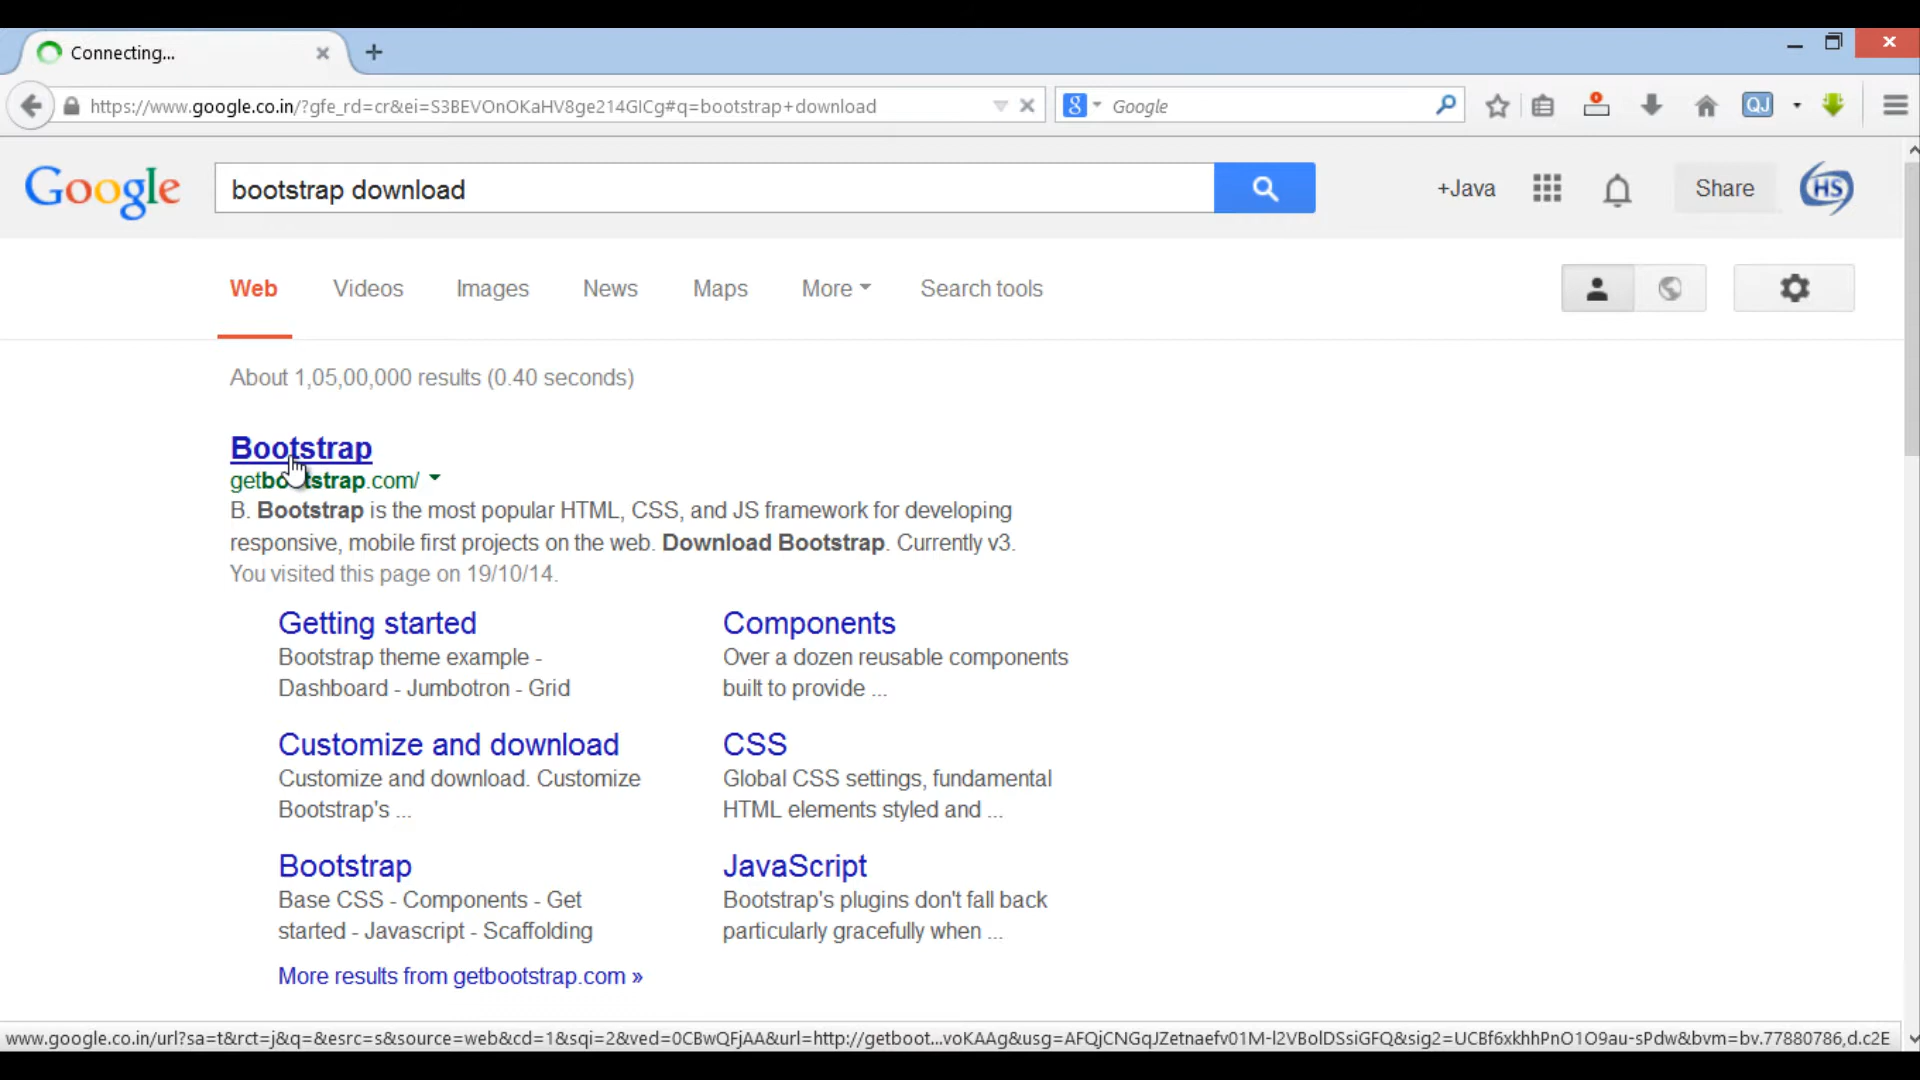 Connecting...
https://www.google.co.in/?gfe_rd=cr&ei=S3BEVOnOKaHV8ge214GICg#q=bootstrap+download
Google
QJ
Google
bootstrap download
+Java
Share
HS
Web
Videos
Images
News
Maps
More
Search tools
About 1,05,00,000 results (0.40 seconds)
Bootstrap
getbootstrap.com/
B. Bootstrap is the most popular HTML, CSS, and JS framework for developing
responsive, mobile first projects on the web. Download Bootstrap. Currently v3.
You visited this page on 19/10/14.
Getting started
Bootstrap theme example -
Dashboard - Jumbotron - Grid
Components
Over a dozen reusable components
built to provide ...
Customize and download
Customize and download. Customize
Bootstrap's ...
CSS
Global CSS settings, fundamental
HTML elements styled and ...
Bootstrap
Base CSS - Components - Get
started - Javascript - Scaffolding
JavaScript
Bootstrap's plugins don't fall back
particularly gracefully when ...
More results from getbootstrap.com »
www.google.co.in/url?sa=t&rct=j&q=&esrc=s&source=web&cd=1&sqi=2&ved=0CBwQFjAA&url=http://getboot...voKAAg&usg=AFQjCNGqJZetnaefv01M-l2VBolDSsiGFQ&sig2=UCBf6xkhhPnO1O9au-sPdw&bvm=bv.77880786,d.c2E